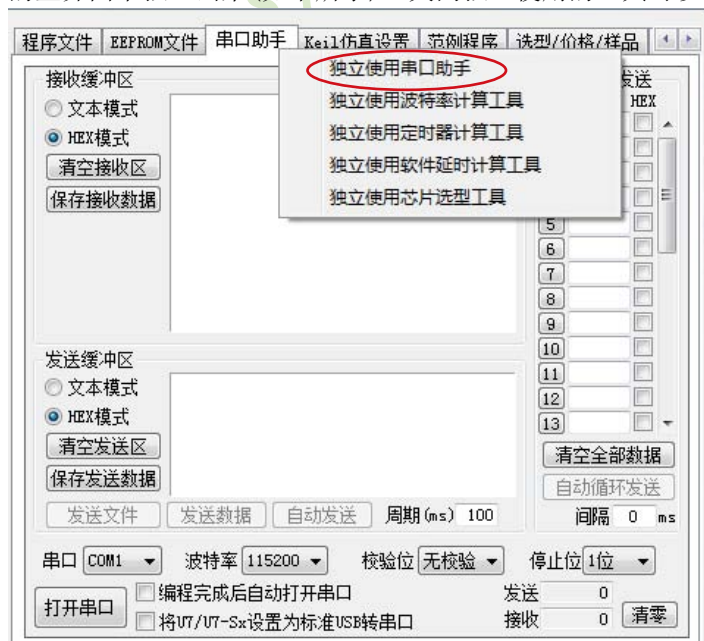 程序文件 EEPROM文件 串口助手 Keil仿真设置 范例程序 选型/价格/样品
独立使用串口助手
独立使用波特率计算工具
独立使用定时器计算工具
独立使用软件延时计算工具
独立使用芯片选型工具
接收缓冲区
文本模式
HEX模式
清空接收区
保存接收数据
发送
HEX
5
6
7
8
9
10
11
12
13
发送缓冲区
文本模式
HEX模式
清空发送区
保存发送数据
清空全部数据
自动循环发送
发送文件 发送数据 自动发送 周期(ms) 100 间隔 0 ms
串口 COM1 波特率 115200 校验位 无校验 停止位 1位
打开串口 编程完成后自动打开串口 发送 0
将U7/U7-Sx设置为标准USB转串口 接收 0 清零